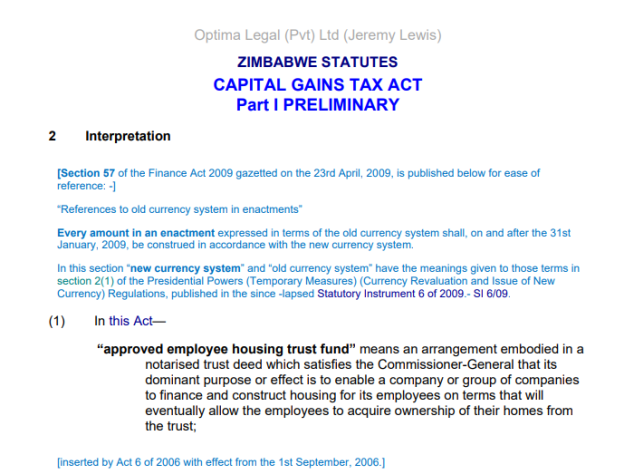 Optima Legal (Pvt) Ltd (Jeremy Lewis)
ZIMBABWE STATUTES
CAPITAL GAINS TAX ACT
Part I PRELIMINARY
2 Interpretation
[Section 57 of the Finance Act 2009 gazetted on the 23rd April, 2009, is published below for ease of
reference: -]
“References to old currency system in enactments”
Every amount in an enactment expressed in terms of the old currency system shall, on and after the 31st
January, 2009, be construed in accordance with the new currency system.
In this section “new currency system” and “old currency system” have the meanings given to those terms in
section 2(1) of the Presidential Powers (Temporary Measures) (Currency Revaluation and Issue of New
Currency) Regulations, published in the since -lapsed Statutory Instrument 6 of 2009.- SI 6/09.
(1) In this Act—
“approved employee housing trust fund” means an arrangement embodied in a
notarised trust deed which satisfies the Commissioner-General that its
dominant purpose or effect is to enable a company or group of companies
to finance and construct housing for its employees on terms that will
eventually allow the employees to acquire ownership of their homes from
the trust;
[inserted by Act 6 of 2006 with effect from the 1st September, 2006.]